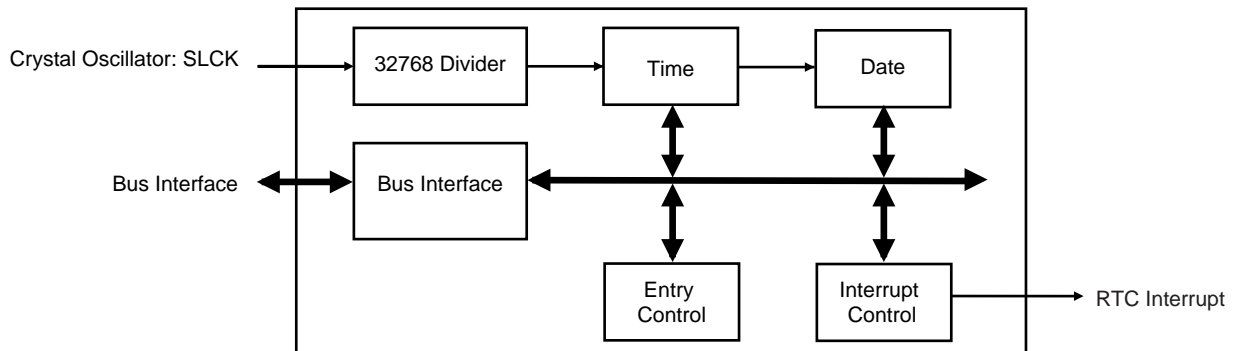 Crystal Oscillator: SLCK
32768 Divider
Time
Date
Bus Interface
Bus Interface
Entry
Control
Interrupt
Control
RTC Interrupt